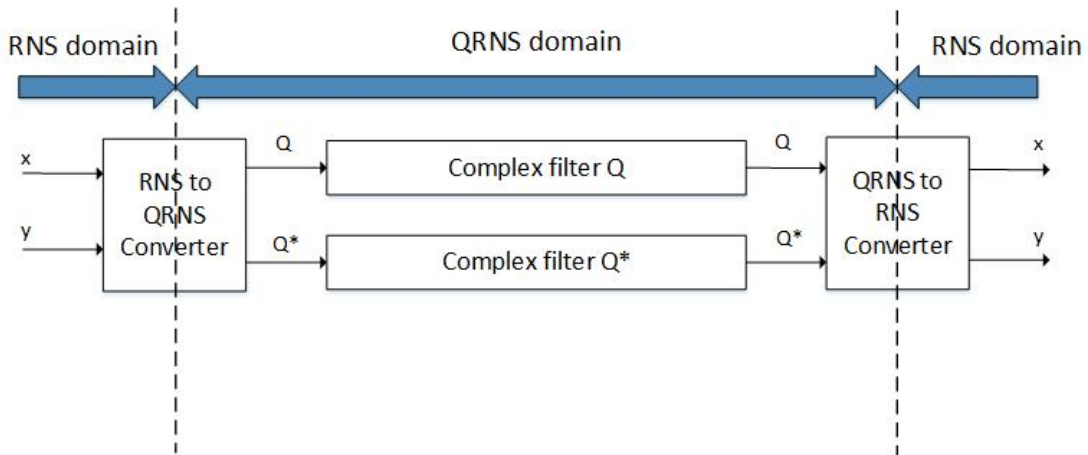 RNS domain
QRNS domain
RNS domain
x
y
RNS to
QRNS
Converter
Q
Q*
Complex filter Q
Complex filter Q*
Q
Q*
QRNS to
RNS
Converter
x
y